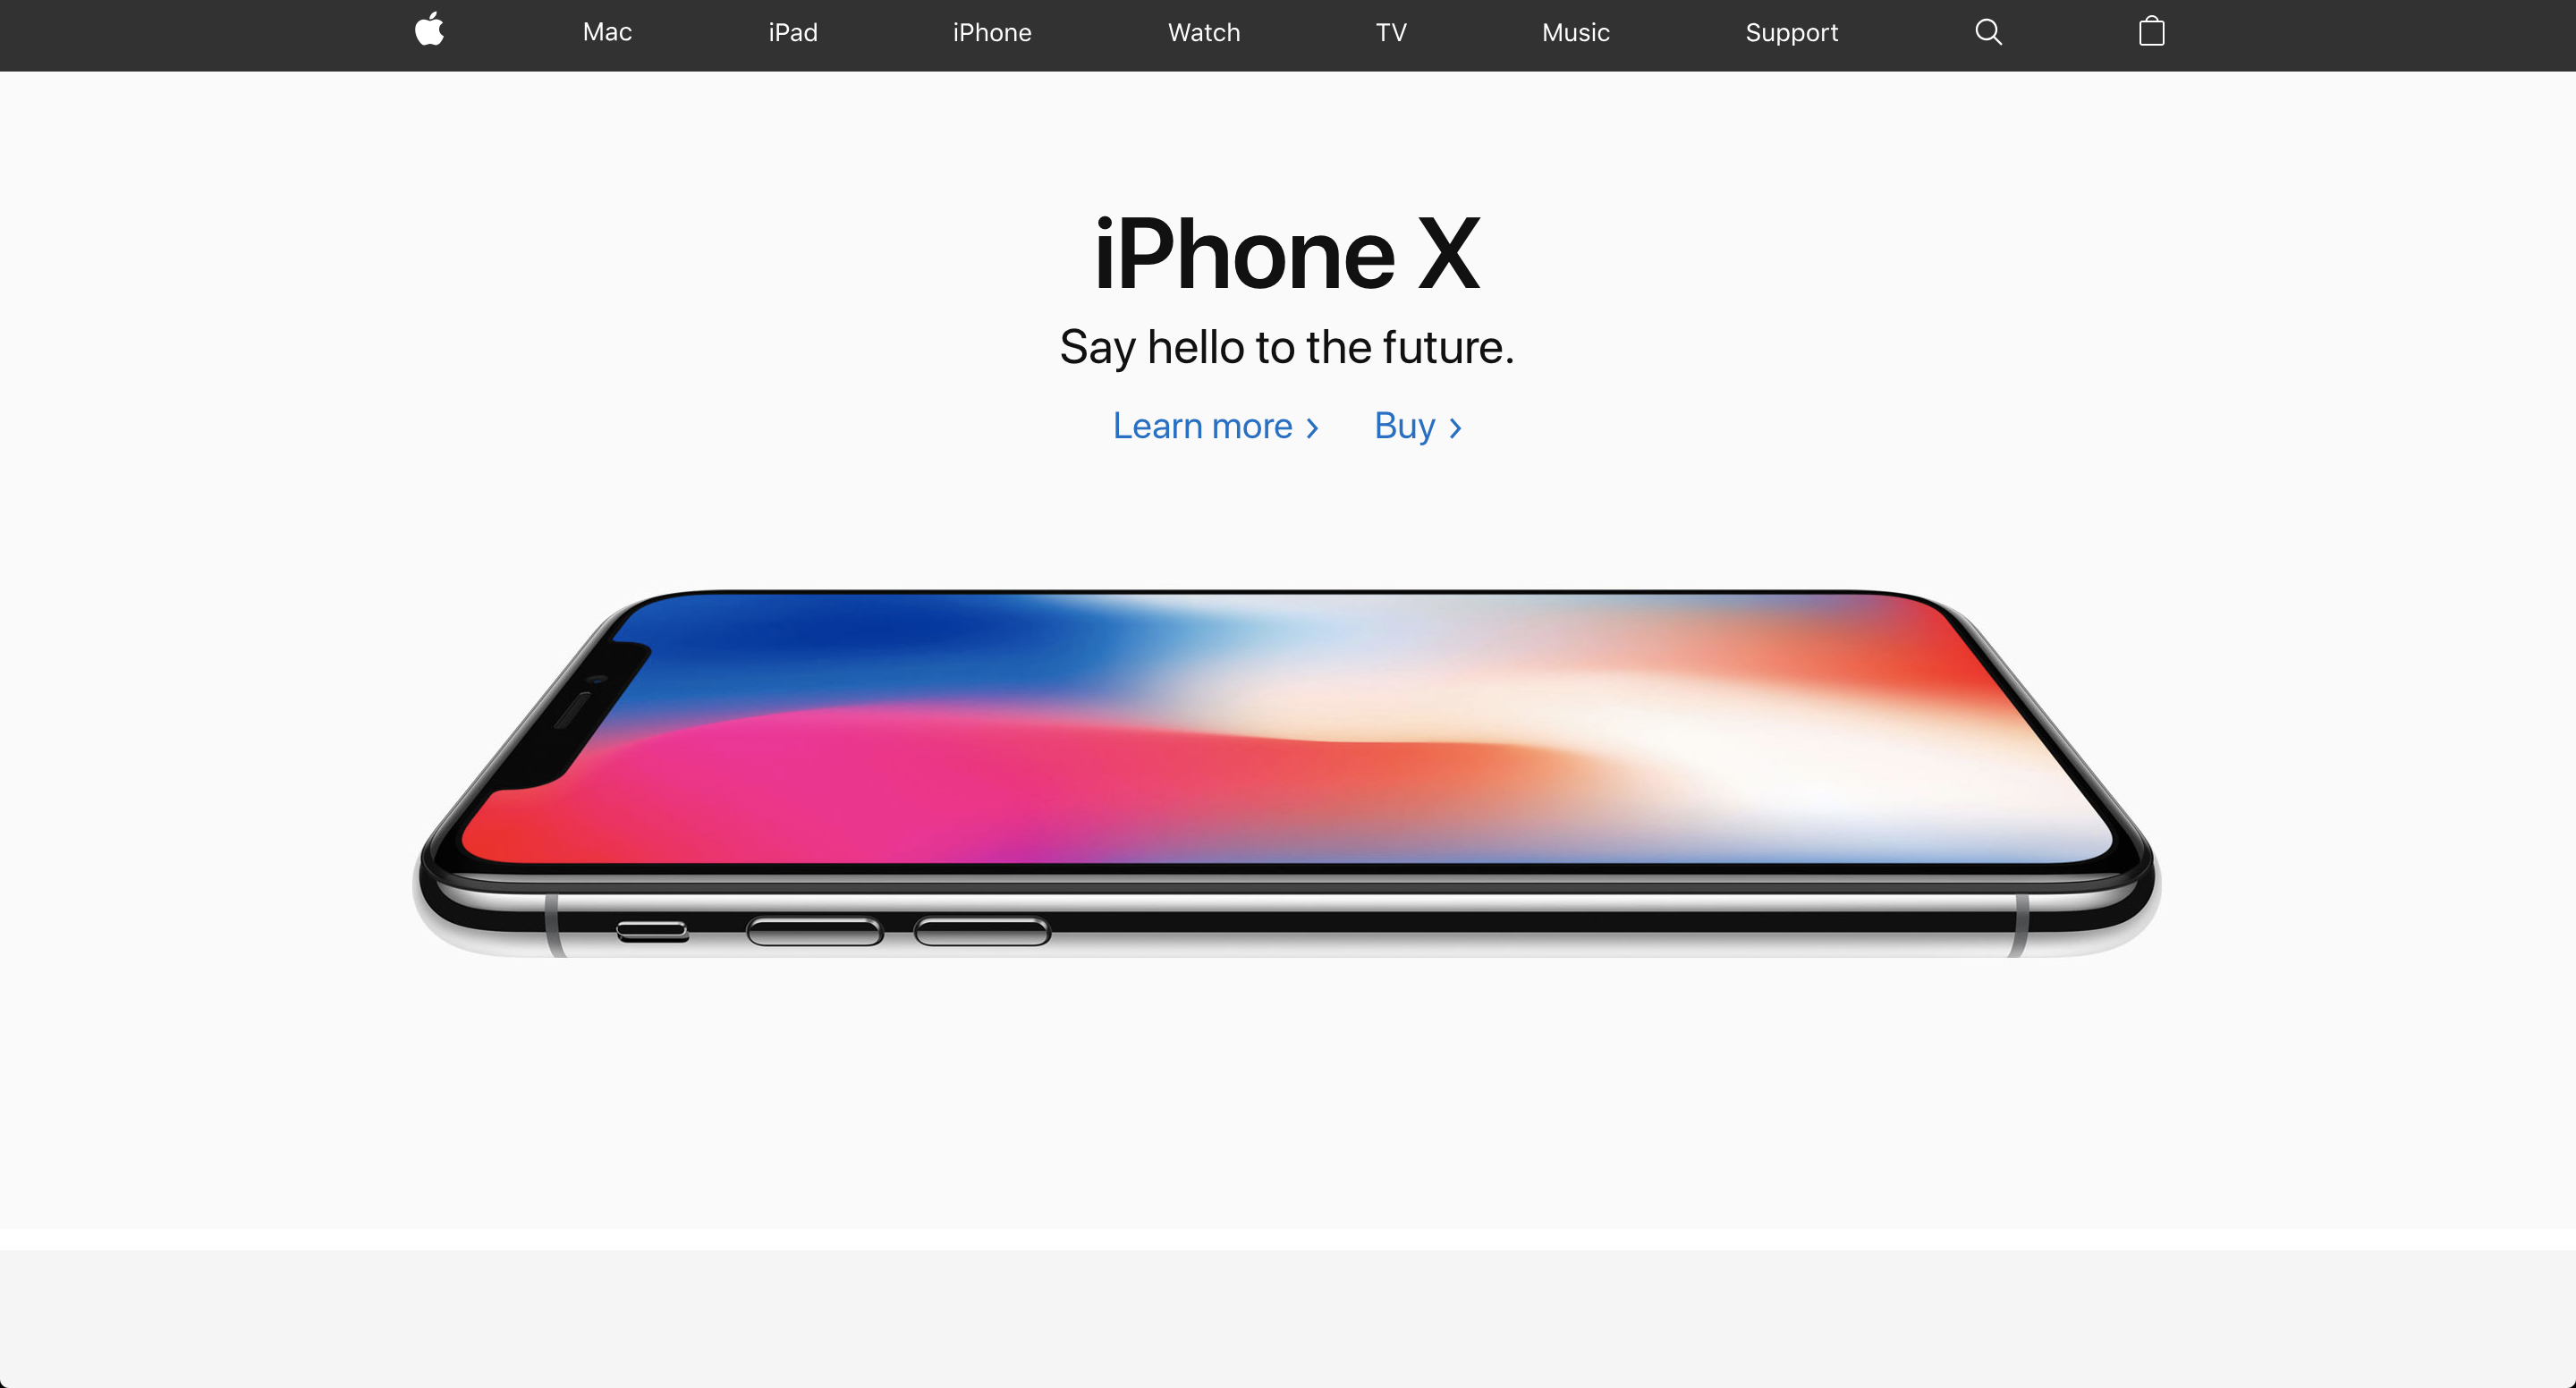 Mac iPad iPhone Watch TV Music Support
iPhone X
Say hello to the future.
Learn more > Buy >